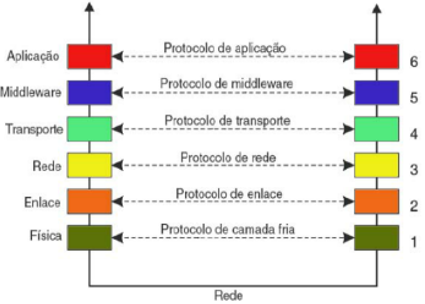 Aplicação Protocolo de aplicação 6
Middleware Protocolo de middleware 5
Transporte Protocolo de transporte 4
Rede Protocolo de rede 3
Enlace Protocolo de enlace 2
Física Protocolo de camada fria 1
Rede